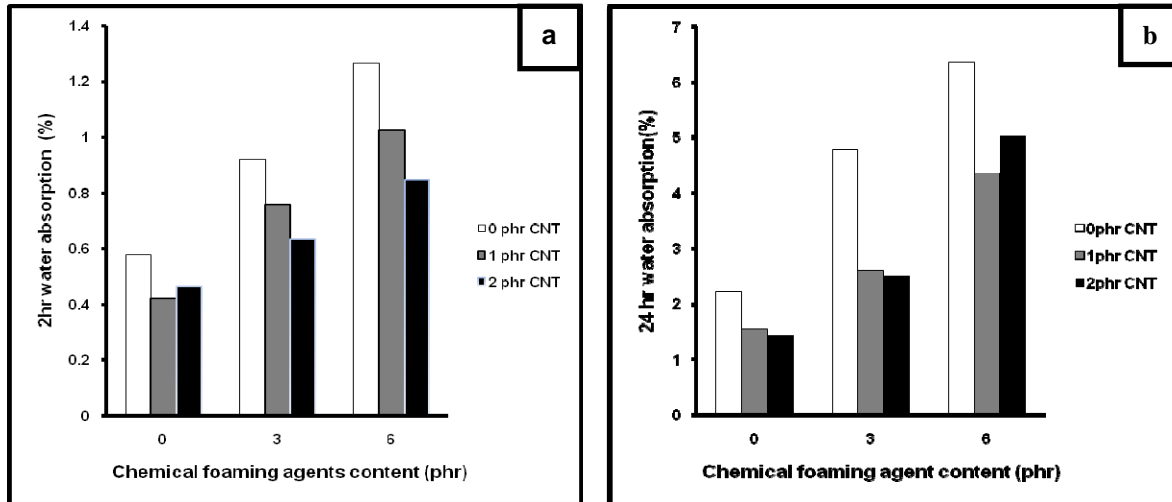 a
1.4
1.2
1
0.8
0.6
0.4
0.2
0
2hr water absorption (%)
0 3 6
Chemical foaming agents content (phr)
0 phr CNT
1 phr CNT
2 phr CNT
b
7
6
5
4
3
2
1
0
24 hr water absorption(%)
0 3 6
Chemical foaming agent content (phr)
0phr CNT
1phr CNT
2phr CNT